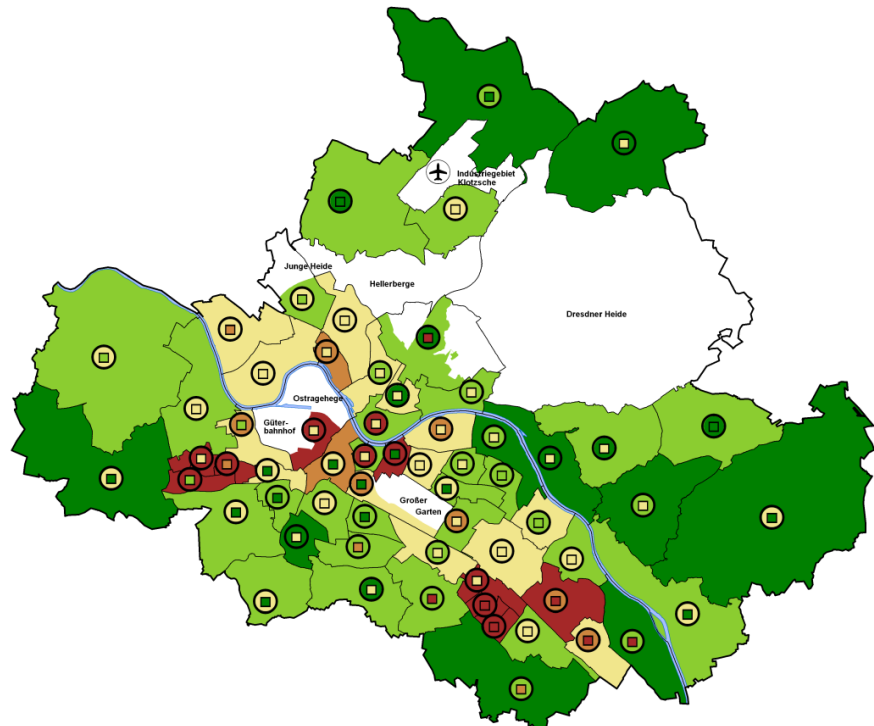 Industriegebiet
Klotzsche
Junge Heide
Hellerberge
Dresdner Heide
Ostragehege
Güter-
bahnhof
Großer
Garten